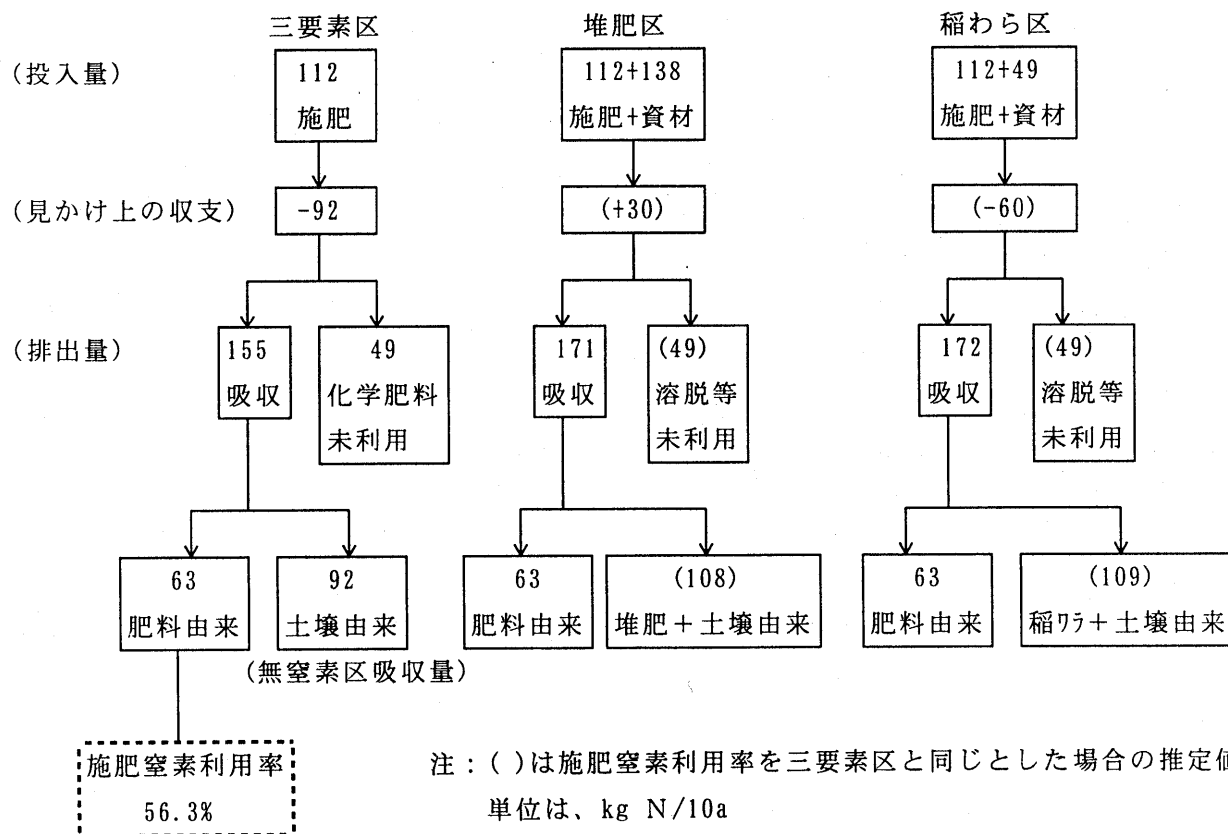 三要素区
堆肥区
稲わら区
(投入量)
112
施肥
112+138
施肥+資材
112+49
施肥+資材
(見かけ上の収支)
-92
(+30)
(-60)
(排出量)
155
吸収
49
化学肥料
未利用
171
吸収
(49)
溶脱等
未利用
172
吸収
(49)
溶脱等
未利用
63
肥料由来
92
土壌由来
(無窒素区吸収量)
63
肥料由来
(108)
堆肥+土壌由来
63
肥料由来
(109)
稲ワラ+土壌由来
施肥窒素利用率
56.3%
注:( )は施肥窒素利用率を三要素区と同じとした場合の推定値
単位は、kg N/10a